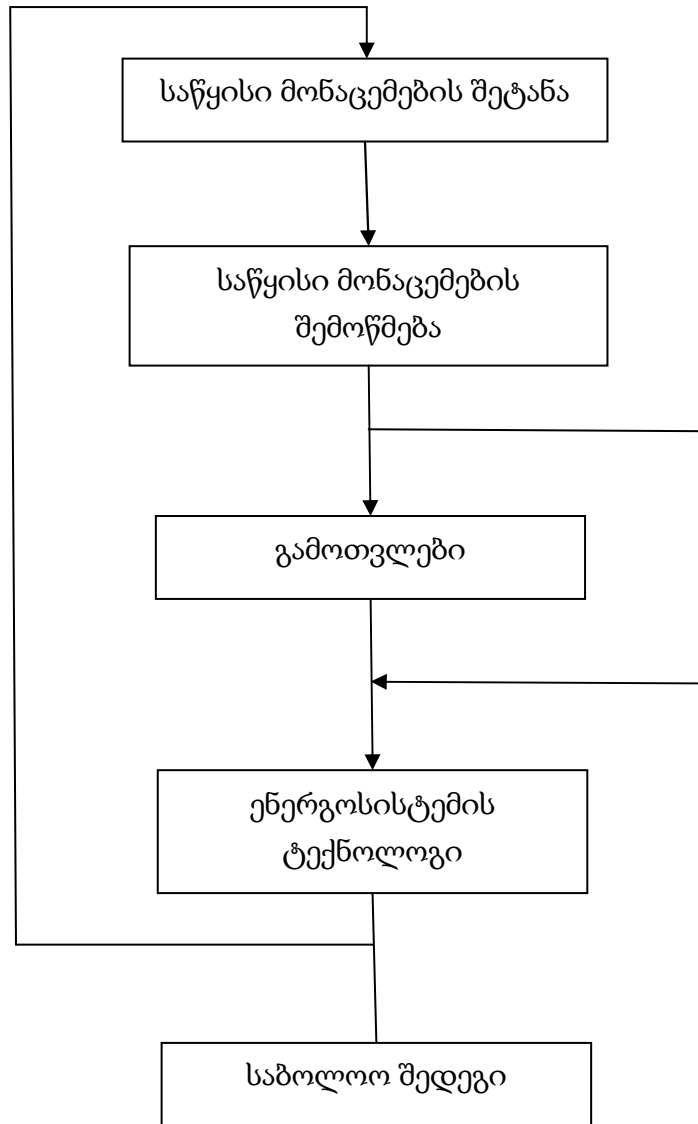 საწყისი მონაცემების შეტანა
საწყისი მონაცემების
შემოწმება
გამოთვლები
ენერგოსისტემის
ტექნოლოგი
საბოლოო შედეგი